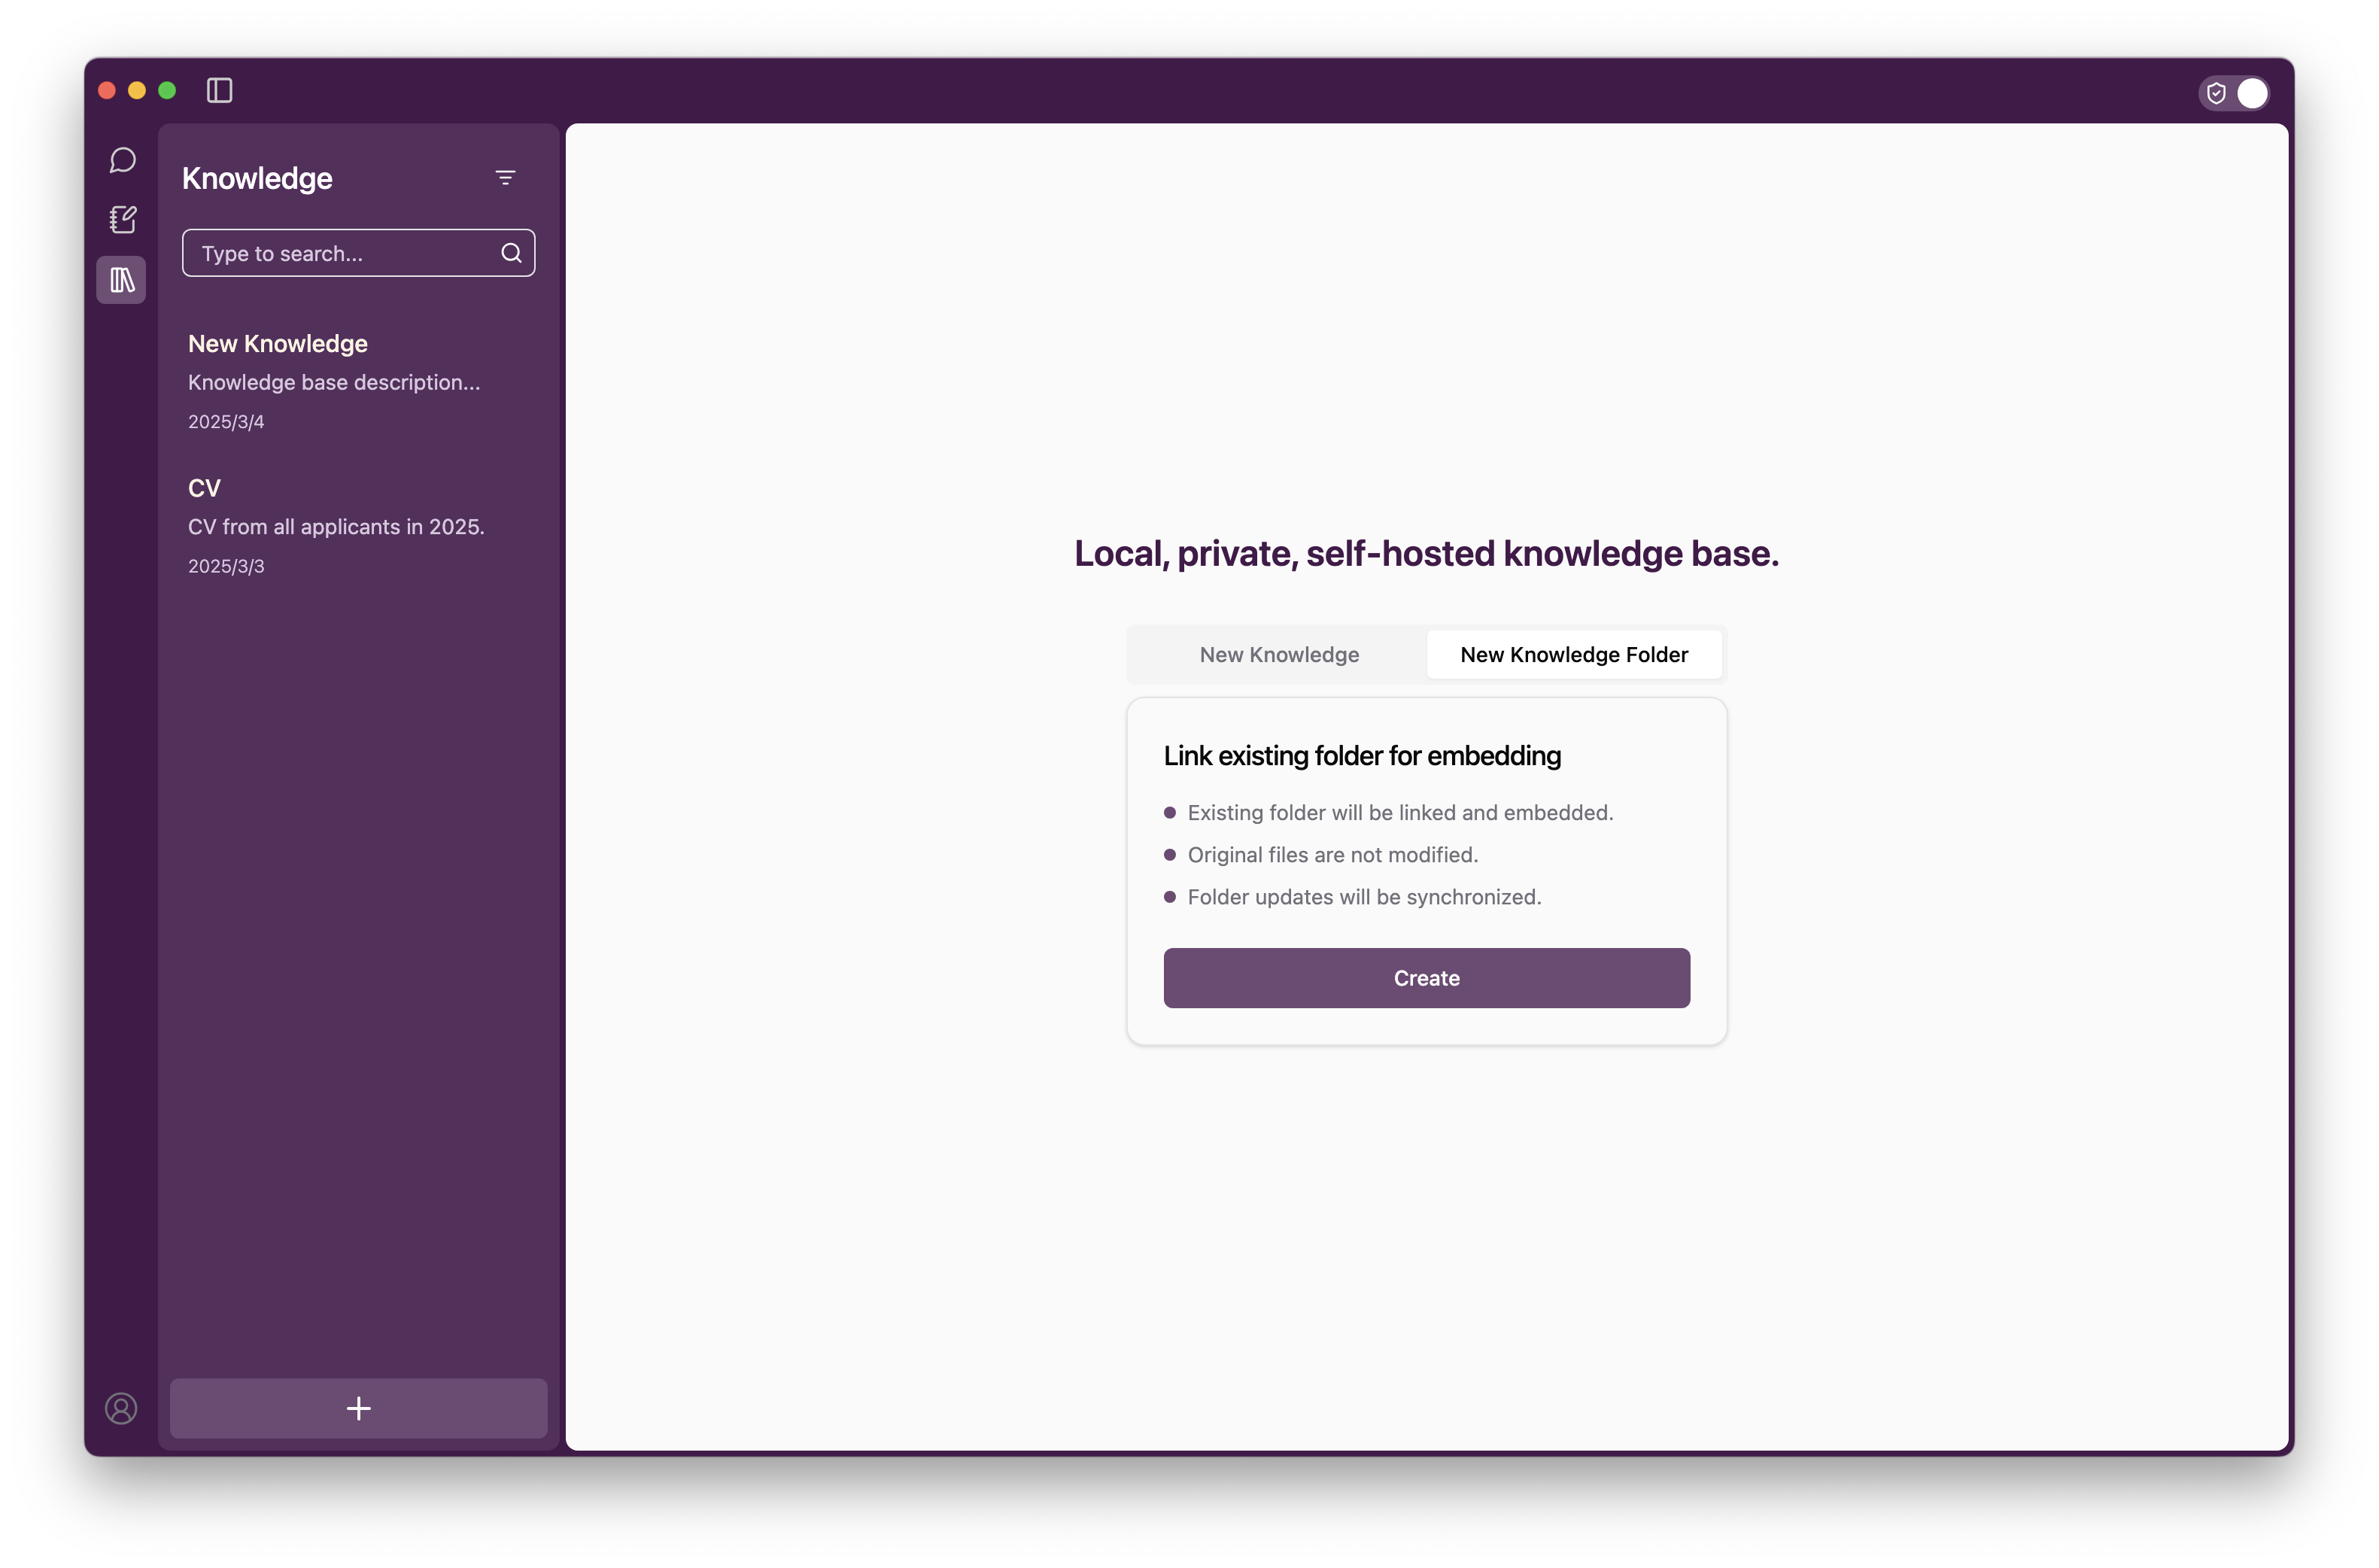 Knowledge
Type to search...
New Knowledge
Knowledge base description...
2025/3/4
CV
CV from all applicants in 2025.
2025/3/3
Local, private, self-hosted knowledge base.
New Knowledge
New Knowledge Folder
Link existing folder for embedding
Existing folder will be linked and embedded.
Original files are not modified.
Folder updates will be synchronized.
Create